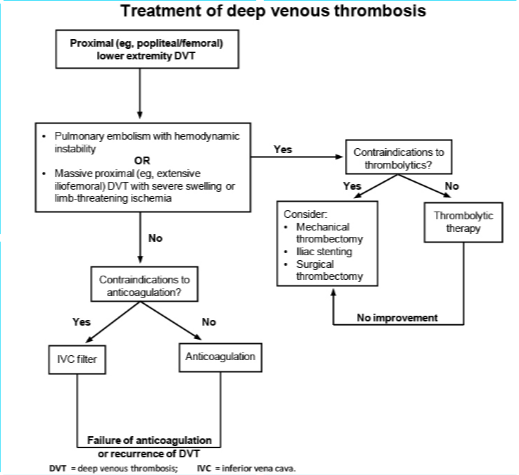 Treatment of deep venous thrombosis
Proximal (eg, popliteal/femoral)
lower extremity DVT
• Pulmonary embolism with hemodynamic
instability
OR
• Massive proximal (eg, extensive
iliofemoral) DVT with severe swelling or
limb-threatening ischemia
Yes
Contraindications to
thrombolytics?
Yes
No
Consider:
• Mechanical
thrombectomy
• Iliac stenting
• Surgical
thrombectomy
Thrombolytic
therapy
No improvement
No
Contraindications to
anticoagulation?
Yes
No
IVC filter
Anticoagulation
Failure of anticoagulation
or recurrence of DVT
DVT = deep venous thrombosis; IVC = inferior vena cava.